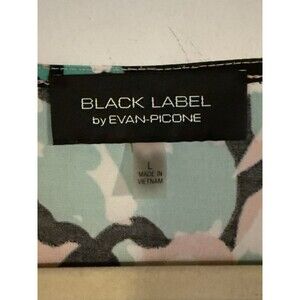 BLACK LABEL
by EVAN-PICONE
L
MADE IN
VIETNAM